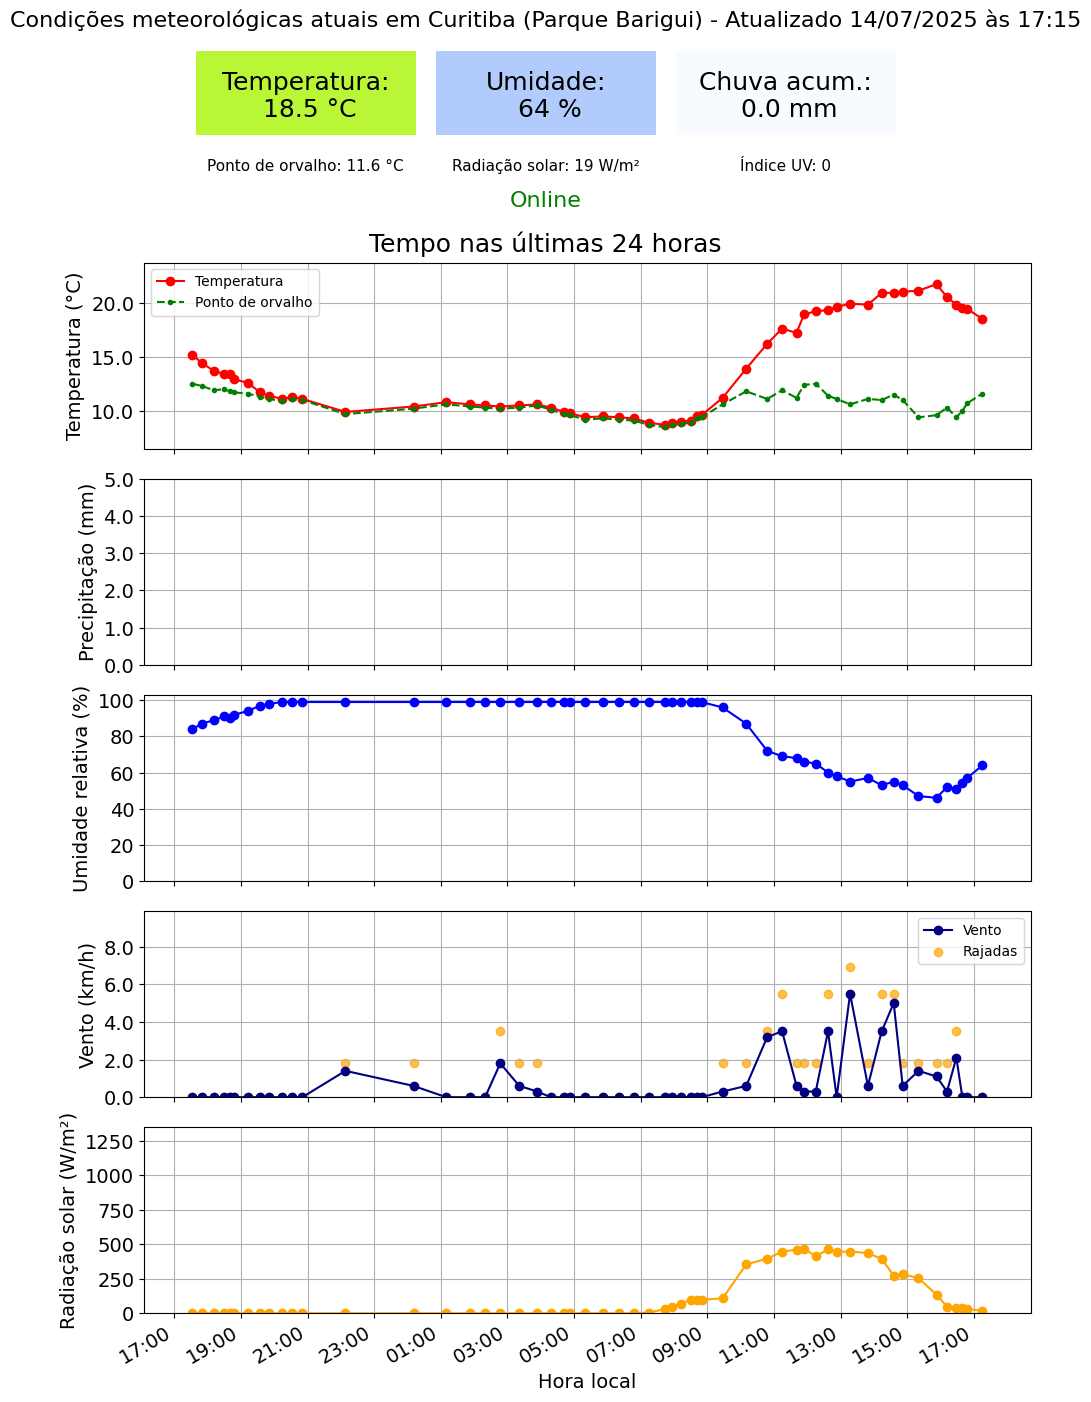 Condições meteorológicas atuais em Curitiba (Parque Barigui) - Atualizado 14/07/2025 às 17:15
Temperatura:
18.5 °C
Umidade:
64 %
Chuva acum.:
0.0 mm
Ponto de orvalho: 11.6 °C
Radiação solar: 19 W/m²
Índice UV: 0
Online
Tempo nas últimas 24 horas
Temperatura (°C)
20.0
15.0
10.0
Temperatura
Ponto de orvalho
Precipitação (mm)
5.0
4.0
3.0
2.0
1.0
0.0
Umidade relativa (%)
100
80
60
40
20
0
Vento (km/h)
8.0
6.0
4.0
2.0
0.0
Vento
Rajadas
Radiação solar (W/m²)
1250
1000
750
500
250
0
17:00
19:00
21:00
23:00
01:00
03:00
05:00
07:00
09:00
11:00
13:00
15:00
17:00
Hora local